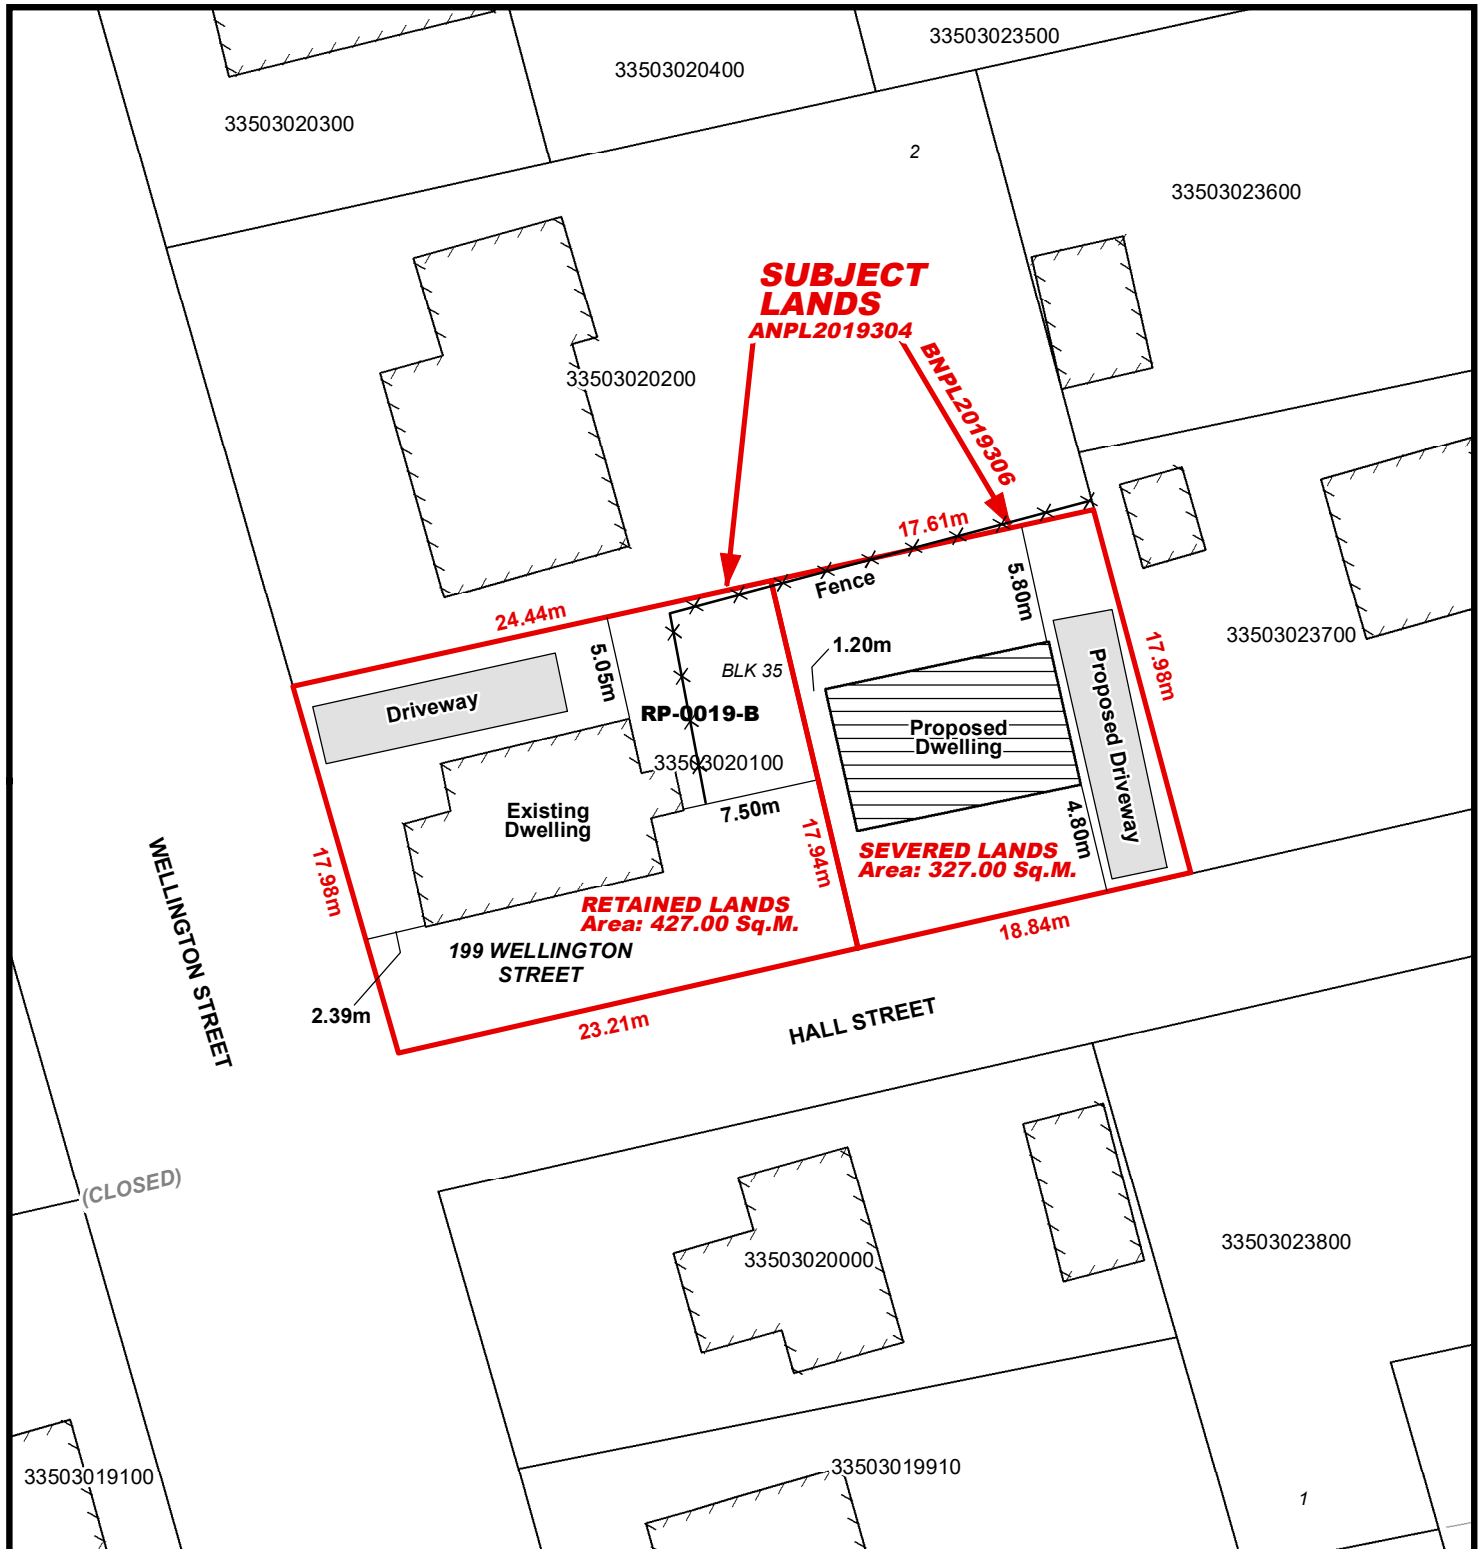 33503023500
33503020400
33503020300
2
33503023600
SUBJECT
LANDS
ANPL2019304
BNPL2019306
33503020200
17.61m
Fence
5.80m
24.44m
33503023700
17.98m
1.20m
5.05m
BLK 35
Driveway
RP-0019-B
Proposed
Dwelling
Proposed Driveway
33503020100
7.50m
Existing
Dwelling
4.80m
17.94m
SEVERED LANDS
Area: 327.00 Sq.M.
17.98m
WELLINGTON STREET
RETAINED LANDS
Area: 427.00 Sq.M.
18.84m
199 WELLINGTON
STREET
2.39m
23.21m
HALL STREET
(CLOSED)
33503020000
33503023800
33503019910
33503019100
1